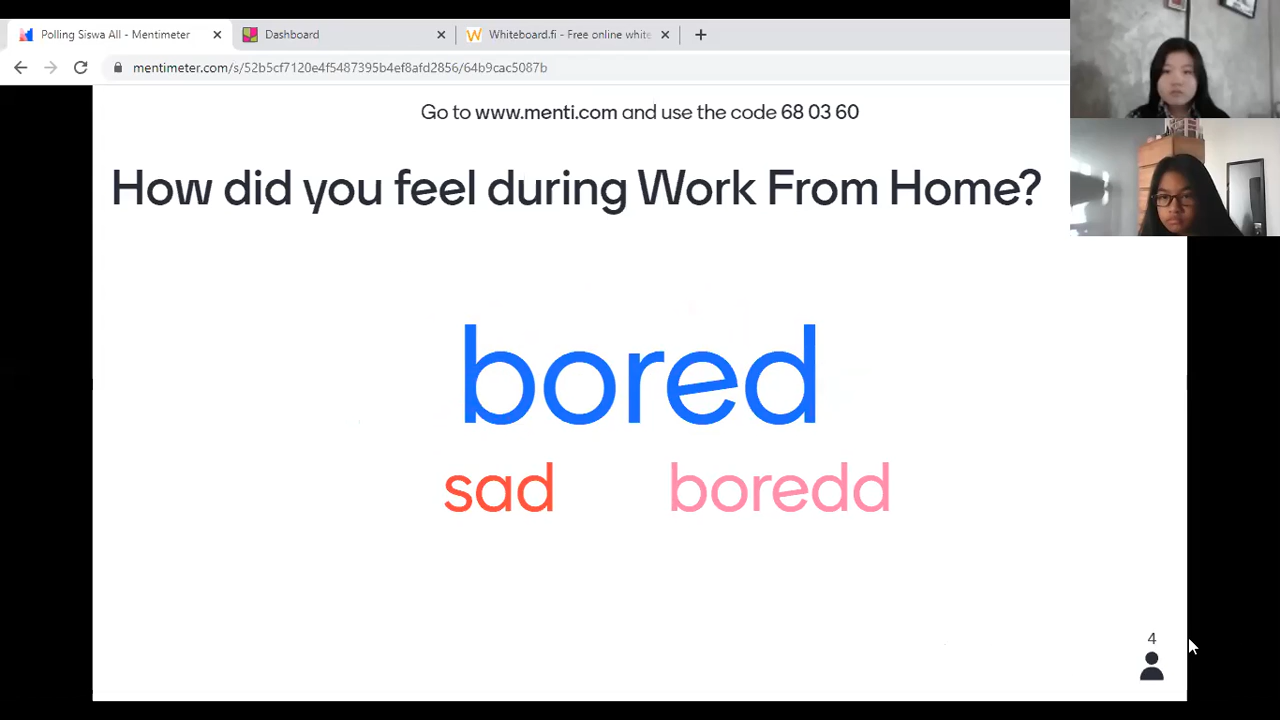 Polling Siswa All - Mentimeter
Dashboard
Whiteboard.fi - Free online white
mentimeter.com/s/52b5cf7120e4f5487395b4ef8afd2856/64b9cac5087b
Go to www.menti.com and use the code 68 03 60
How did you feel during Work From Home?
bored
sad boredd
4